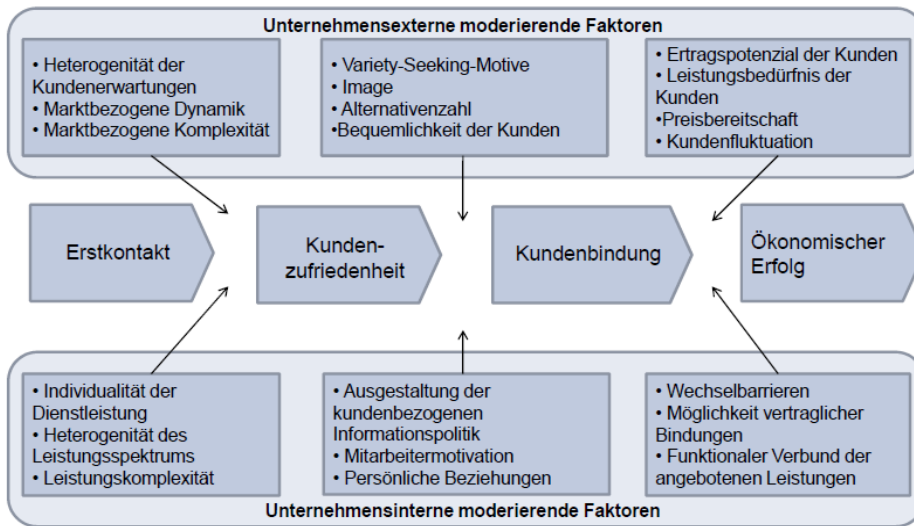 Unternehmensexterne moderierende Faktoren
• Heterogenität der
Kundenerwartungen
• Marktbezogene Dynamik
• Marktbezogene Komplexität
• Variety-Seeking-Motive
• Image
• Alternativenzahl
•Bequemlichkeit der Kunden
• Ertragspotenzial der Kunden
• Leistungsbedürfnis der
Kunden
•Preisbereitschaft
• Kundenfluktuation
Erstkontakt
Kunden-
zufriedenheit
Kundenbindung
Ökonomischer
Erfolg
• Individualität der
Dienstleistung
• Heterogenität des
Leistungsspektrums
• Leistungskomplexität
• Ausgestaltung der
kundenbezogenen
Informationspolitik
• Mitarbeitermotivation
• Persönliche Beziehungen
• Wechselbarrieren
• Möglichkeit vertraglicher
Bindungen
• Funktionaler Verbund der
angebotenen Leistungen
Unternehmensinterne moderierende Faktoren